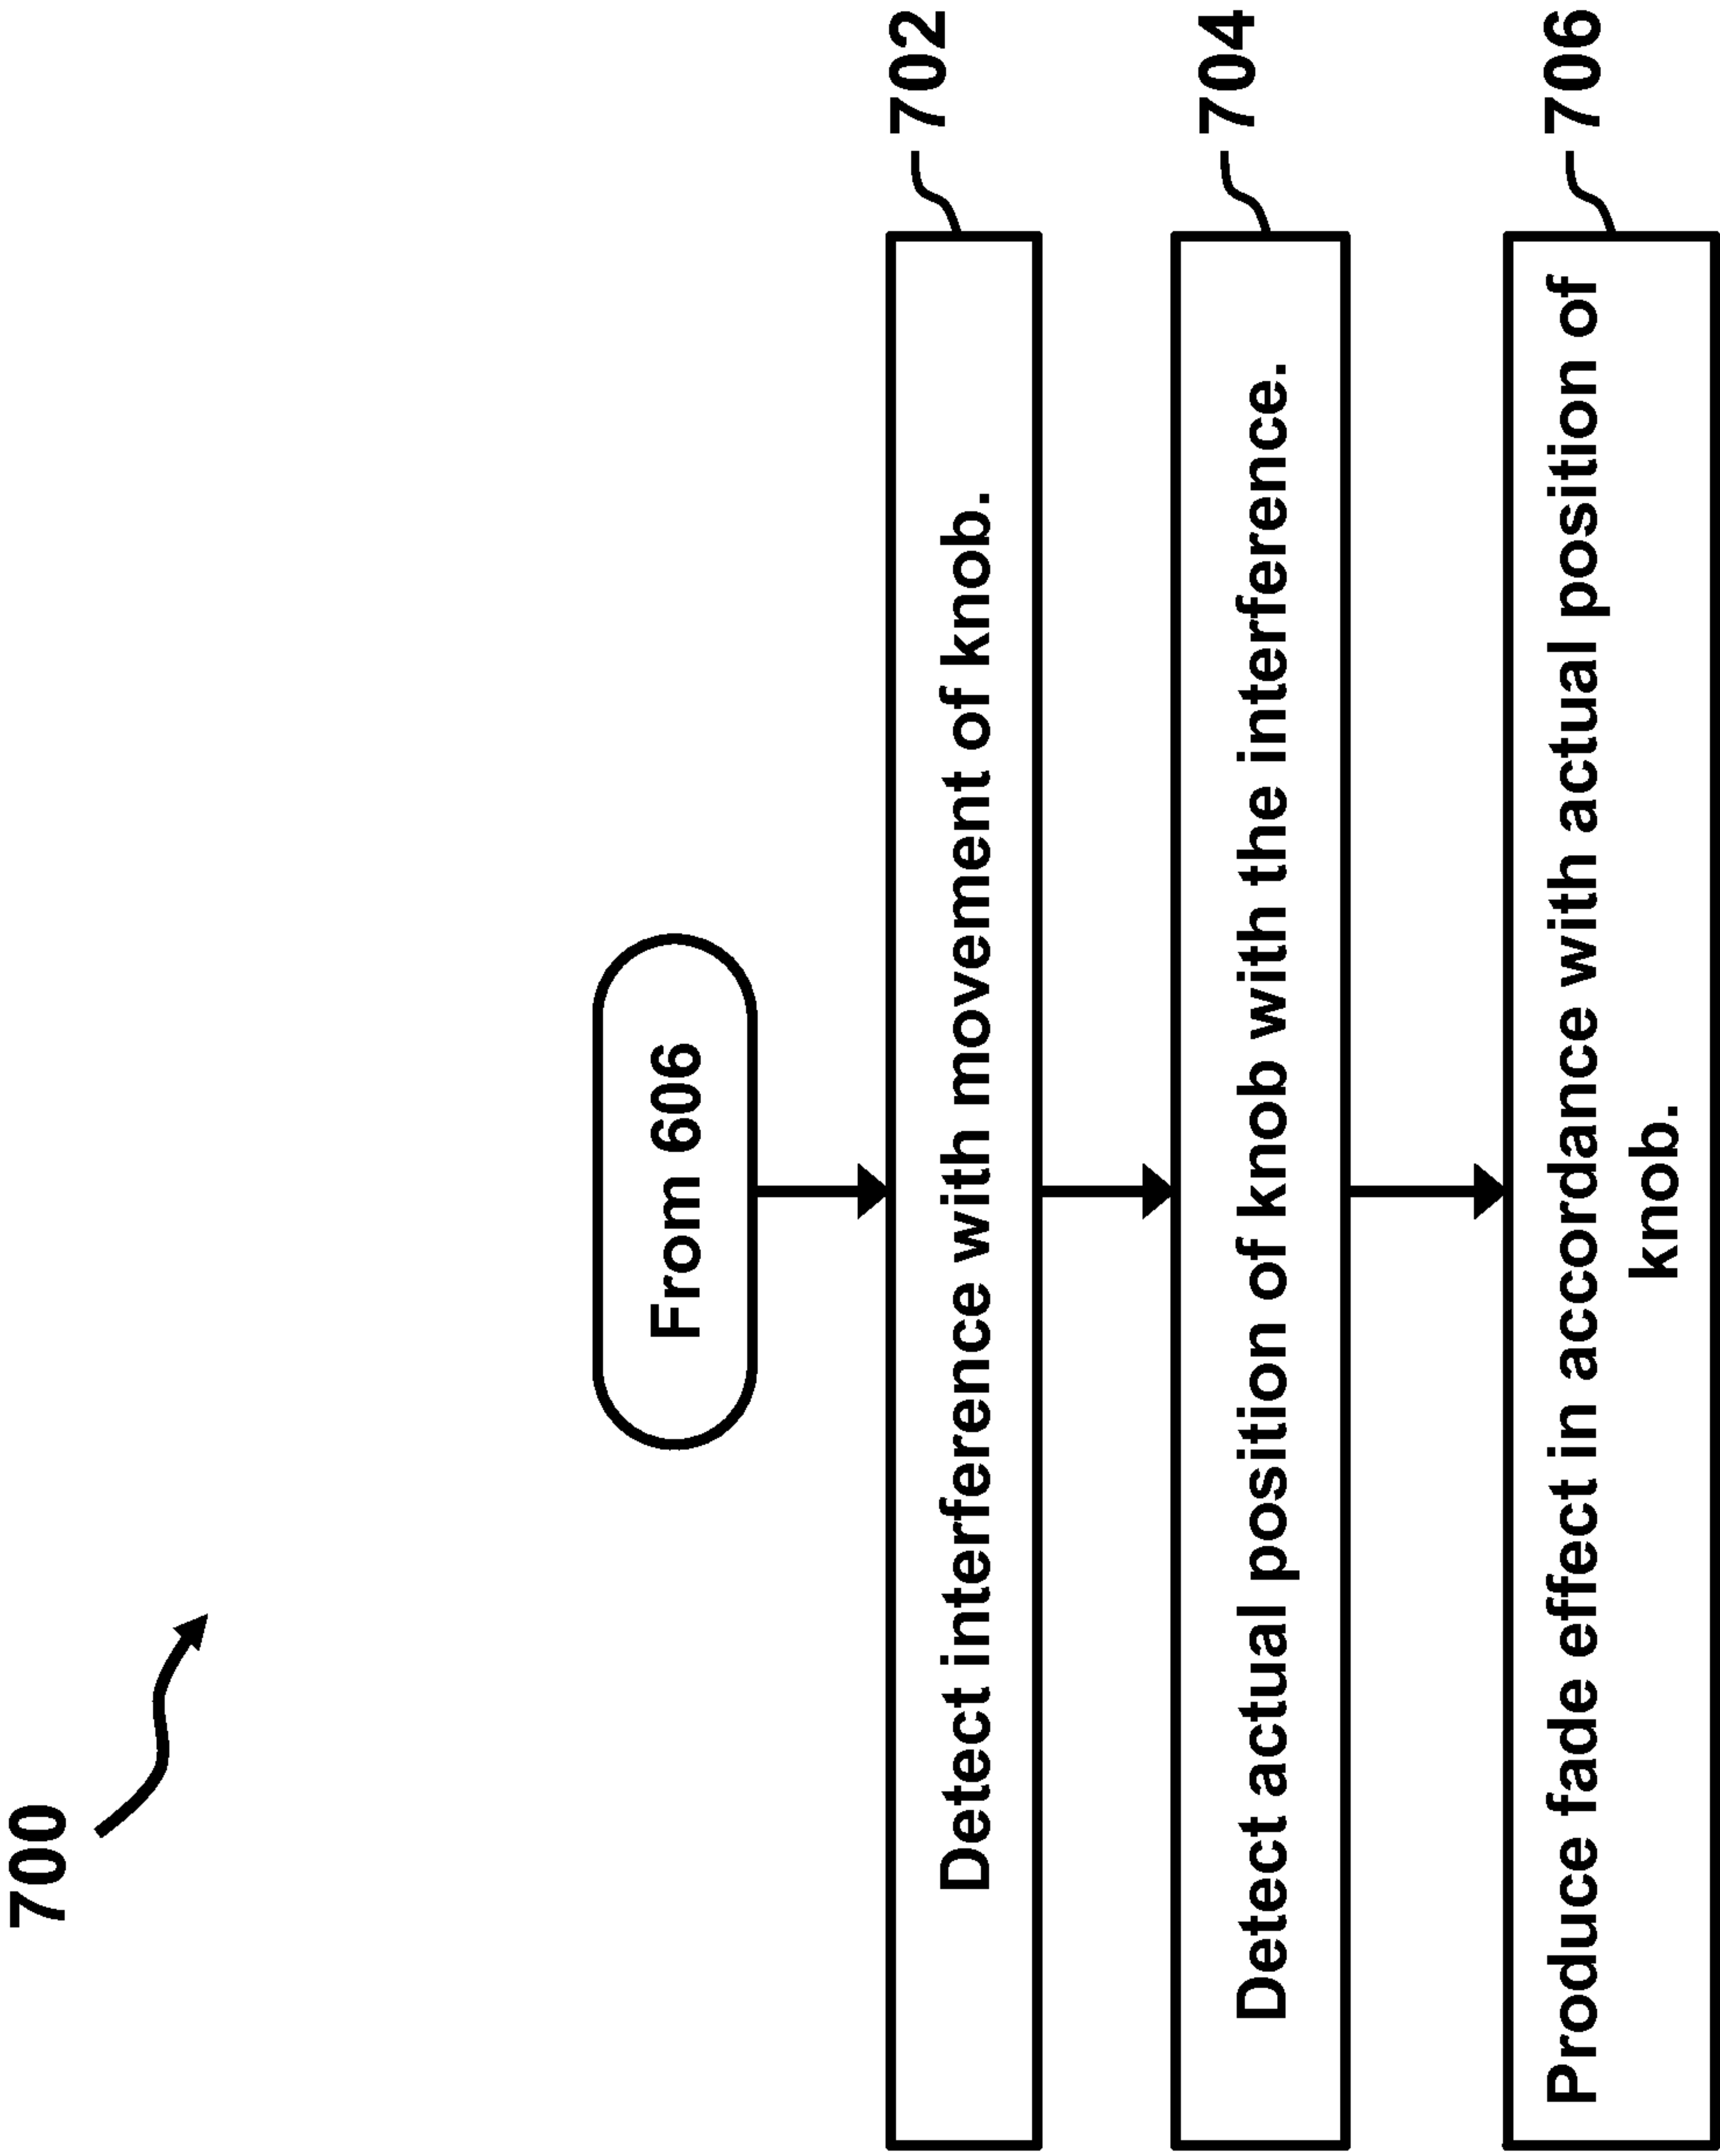 700
From 606
Detect interference with movement of knob.
702
Detect actual position of knob with the interference.
704
Produce fade effect in accordance with actual position of
knob.
706